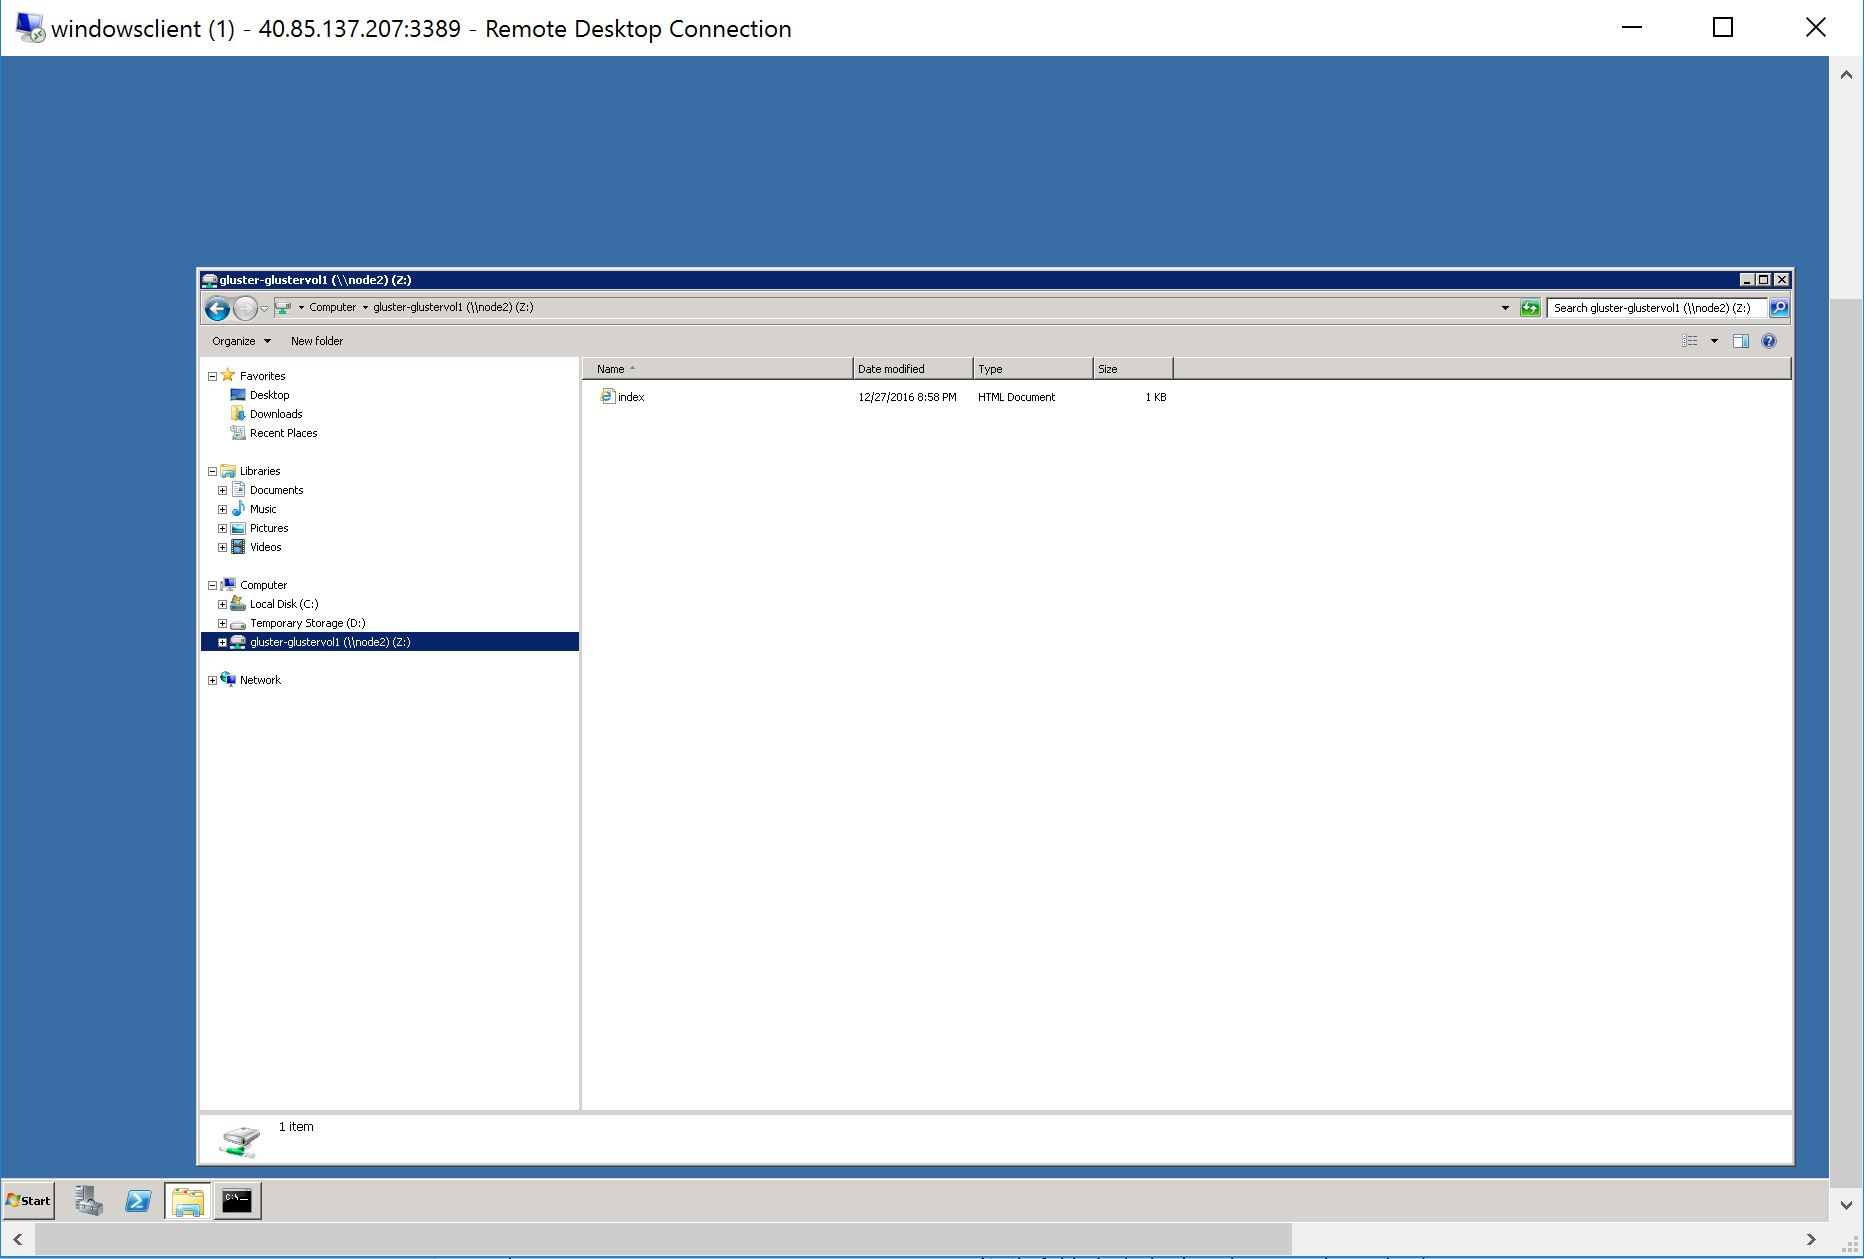 windowsclient (1) - 40.85.137.207:3389 - Remote Desktop Connection
gluster-glustervol1 (\\node2) (Z:)
Computer gluster-glustervol1 (\\node2) (Z:)
Search gluster-glustervol1 (\\node2) (Z:)
Organize New folder
Name Date modified Type Size
index 12/27/2016 8:58 PM HTML Document 1 KB
Favorites
Desktop
Downloads
Recent Places
Libraries
Documents
Music
Pictures
Videos
Computer
Local Disk (C:)
Temporary Storage (D:)
gluster-glustervol1 (\\node2) (Z:)
Network
1 item
Start